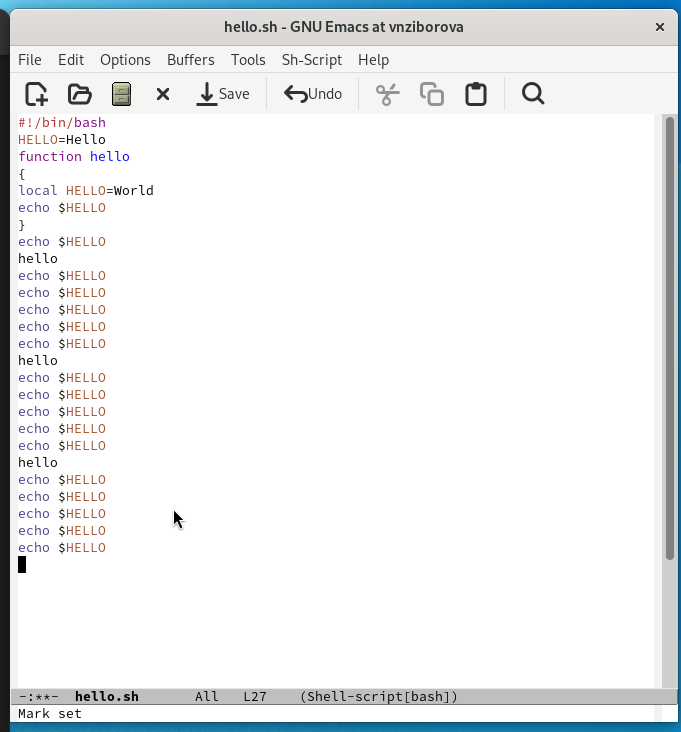 hello.sh - GNU Emacs at vnziborova ×
File Edit Options Buffers Tools Sh-Script Help
Save Undo
#!/bin/bash
HELLO=Hello
function hello
{
local HELLO=World
echo $HELLO
}
echo $HELLO
hello
echo $HELLO
echo $HELLO
echo $HELLO
echo $HELLO
echo $HELLO
hello
echo $HELLO
echo $HELLO
echo $HELLO
echo $HELLO
echo $HELLO
hello
echo $HELLO
echo $HELLO
echo $HELLO
echo $HELLO
echo $HELLO
-:**- hello.sh All L27 (Shell-script[bash])
Mark set